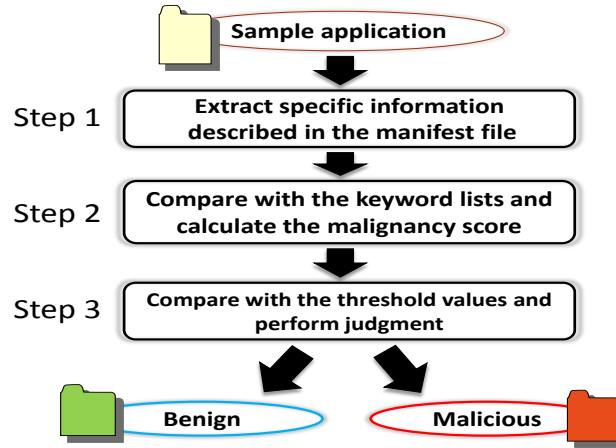 Sample application
Step 1
Extract specific information
described in the manifest file
Step 2
Compare with the keyword lists and
calculate the malignancy score
Step 3
Compare with the threshold values and
perform judgment
Benign
Malicious